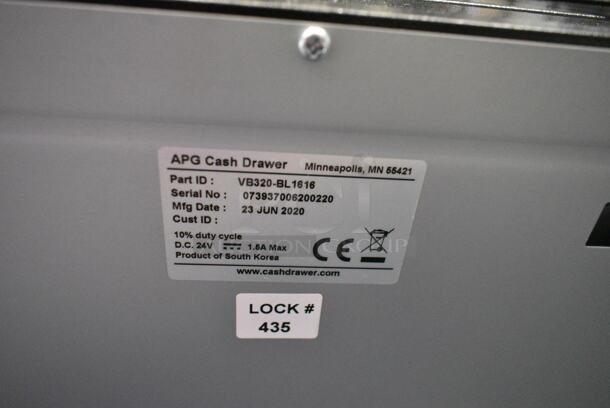 APG Cash Drawer Minneapolis, MN 55421
Part ID : VB320-BL1616
Serial No : 073937006200220
Mfg Date : 23 JUN 2020
Cust ID :
10% duty cycle
D.C. 24V 1.5A Max
Product of South Korea
CE
www.cashdrawer.com
LOCK #
435